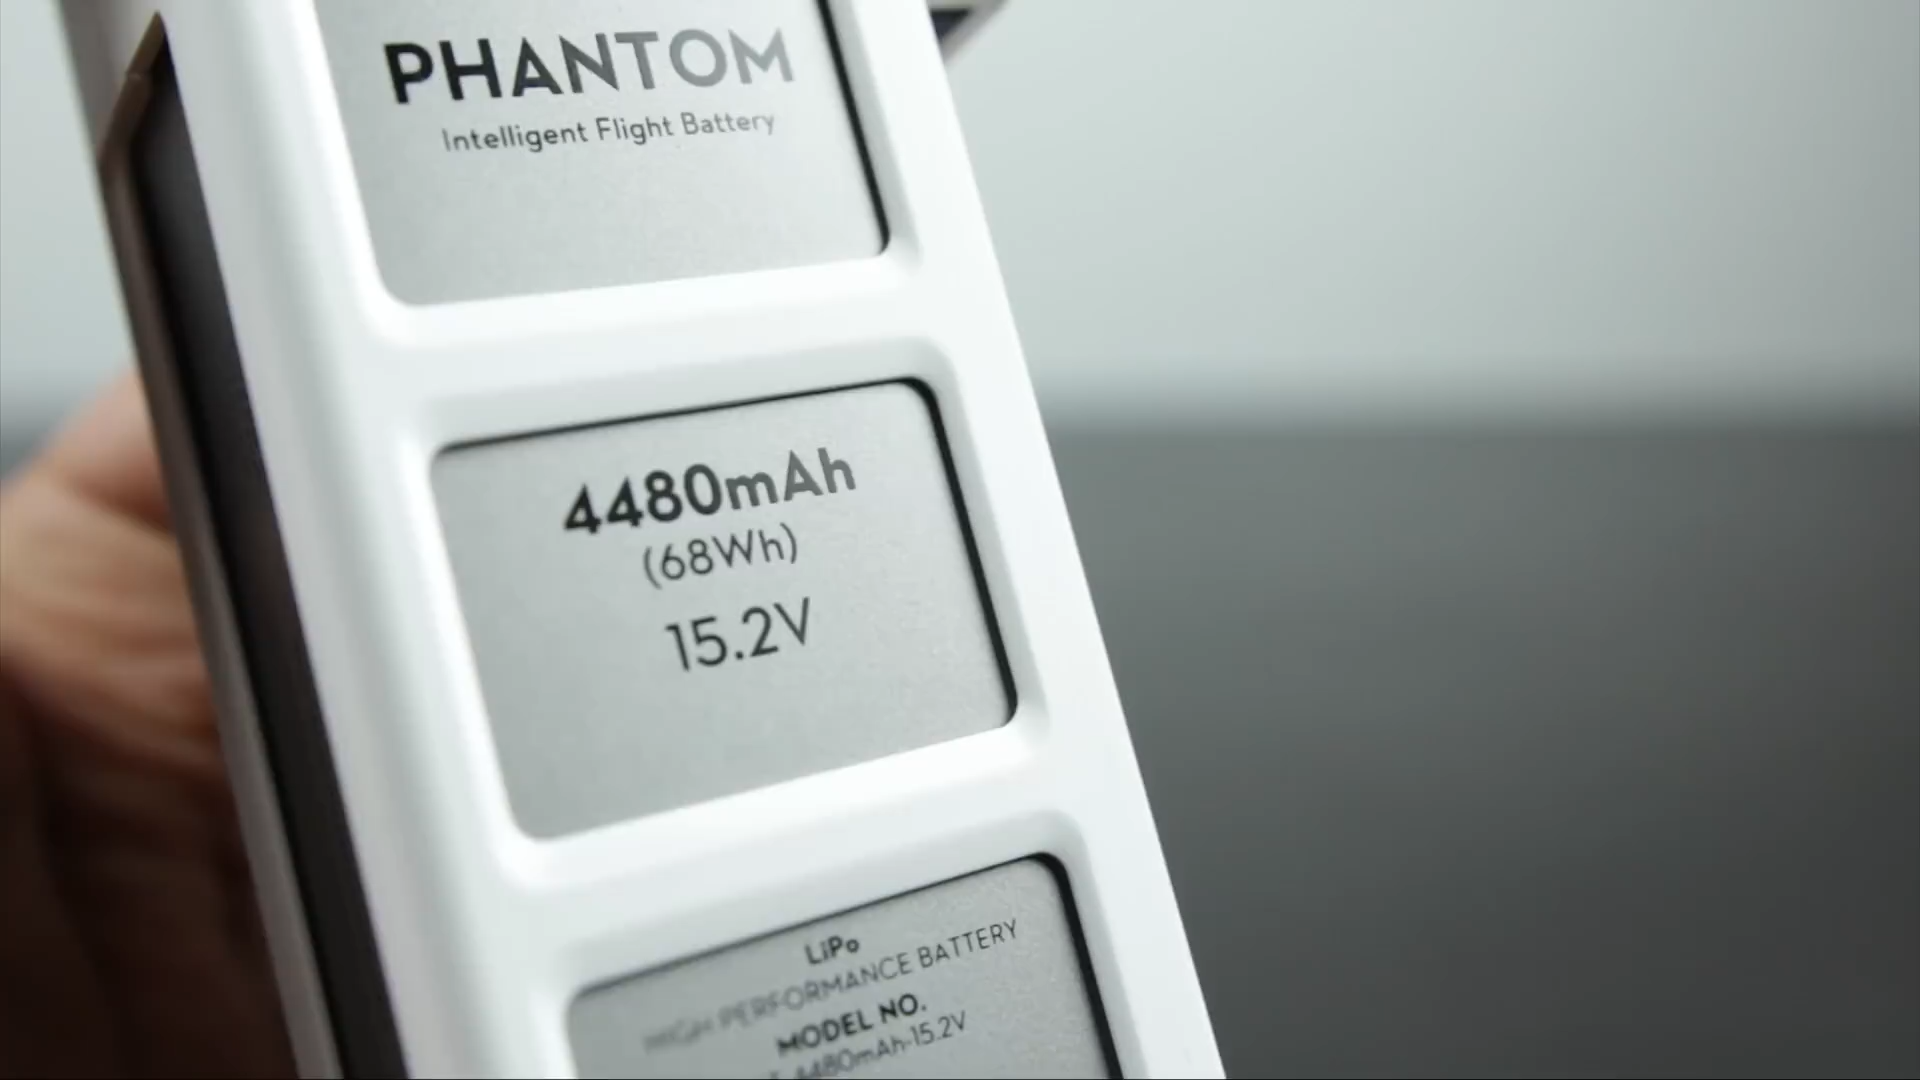 PHANTOM
Intelligent Flight Battery
4480mAh
(68Wh)
15.2V
LiPo
HIGH PERFORMANCE BATTERY
MODEL NO.
4480mAh-15.2V